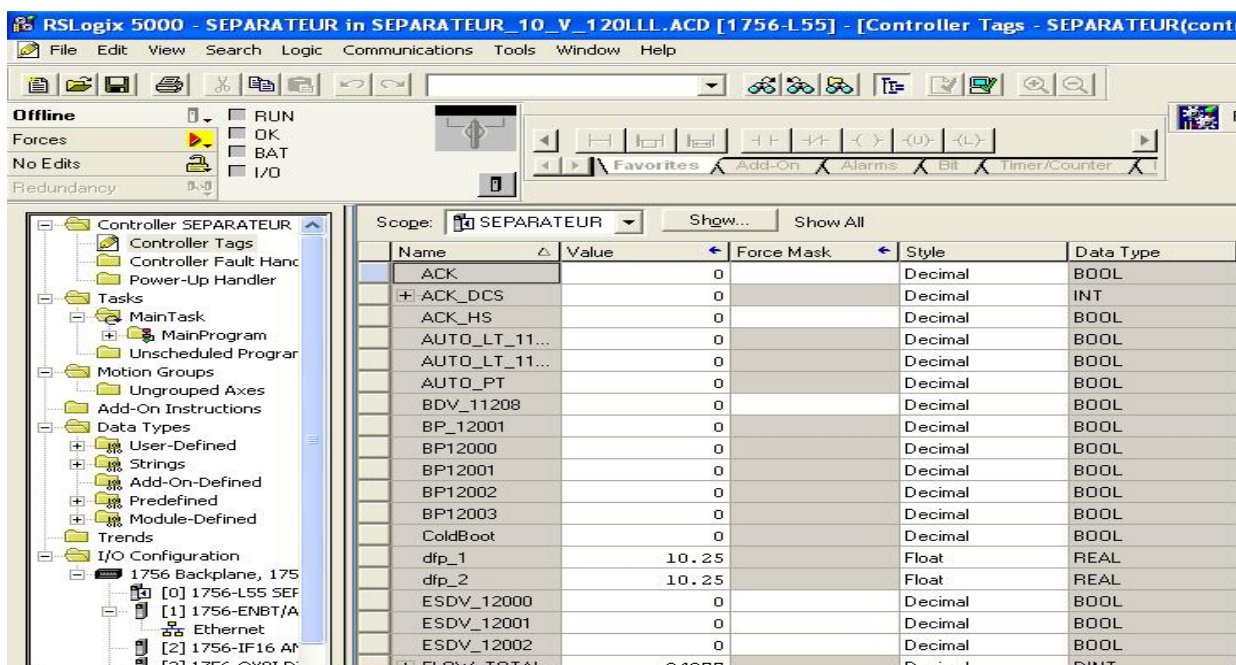 RSLogix 5000 - SEPARATEUR in SEPARATEUR_10_V_120LLL.ACD [1756-L55] - [Controller Tags - SEPARATEUR(cont
File Edit View Search Logic Communications Tools Window Help
Offline
RUN
Forces
OK
No Edits
BAT
Redundancy
I/O
Favorites Add-On Alarms Bit Timer/Counter
Controller SEPARATEUR
Controller Tags
Controller Fault Hand
Power-Up Handler
Tasks
MainTask
MainProgram
Unscheduled Prograr
Motion Groups
Ungrouped Axes
Add-On Instructions
Data Types
User-Defined
Strings
Add-On-Defined
Predefined
Module-Defined
Trends
I/O Configuration
1756 Backplane, 175
[0] 1756-L55 SEF
[1] 1756-ENBT/A
Ethernet
[2] 1756-IF16 AN
Scope: SEPARATEUR Show... Show All
Name Value Force Mask Style Data Type
ACK 0 Decimal BOOL
ACK_DCS 0 Decimal INT
ACK_HS 0 Decimal BOOL
AUTO_LT_11... 0 Decimal BOOL
AUTO_LT_11... 0 Decimal BOOL
AUTO_PT 0 Decimal BOOL
BDV_11208 0 Decimal BOOL
BP_12001 0 Decimal BOOL
BP12000 0 Decimal BOOL
BP12001 0 Decimal BOOL
BP12002 0 Decimal BOOL
BP12003 0 Decimal BOOL
ColdBoot 0 Decimal BOOL
dfp_1 10.25 Float REAL
dfp_2 10.25 Float REAL
ESDV_12000 0 Decimal BOOL
ESDV_12001 0 Decimal BOOL
ESDV_12002 0 Decimal BOOL